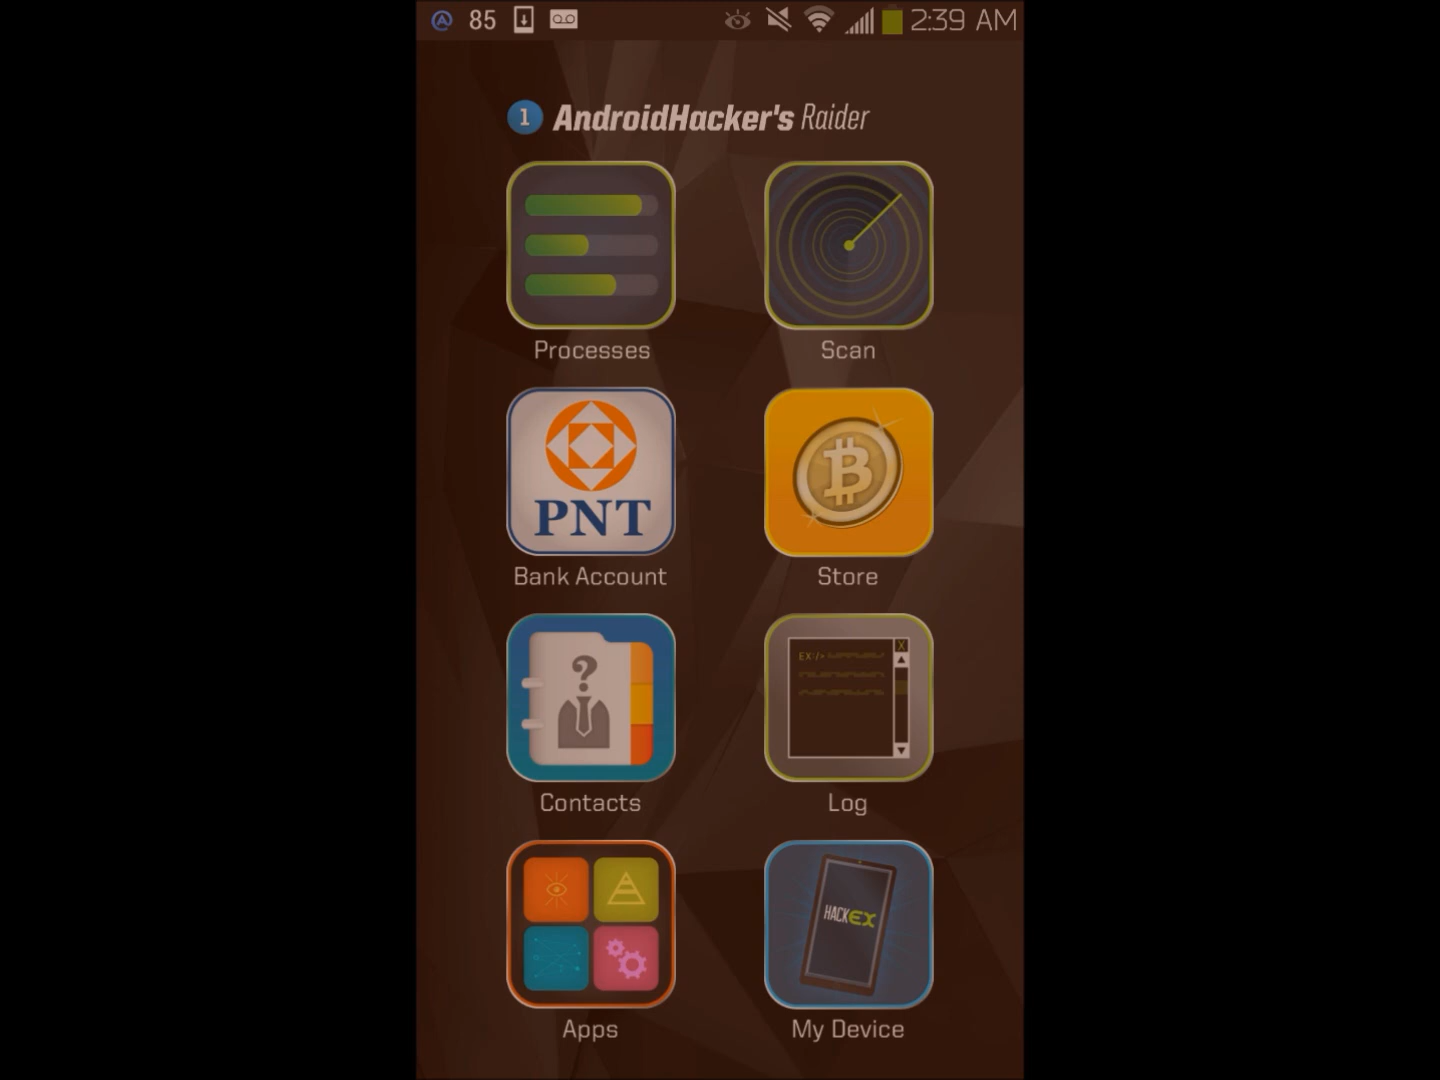 85
2:39 AM
1 AndroidHacker's Raider
Processes
Scan
PNT
Bank Account
Store
EX:/>
X
Contacts
Log
HACKEX
Apps
My Device